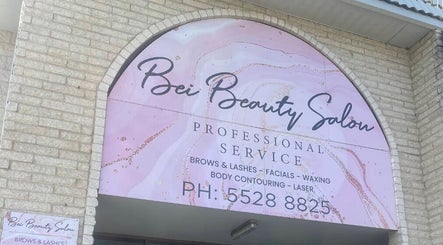 Bei Beauty Salon
PROFESSIONAL
SERVICE
BROWS & LASHES - FACIALS - WAXING
BODY CONTOURING - LASER
PH: 5528 8825
Bei Beauty Salon
BROWS & LASHES